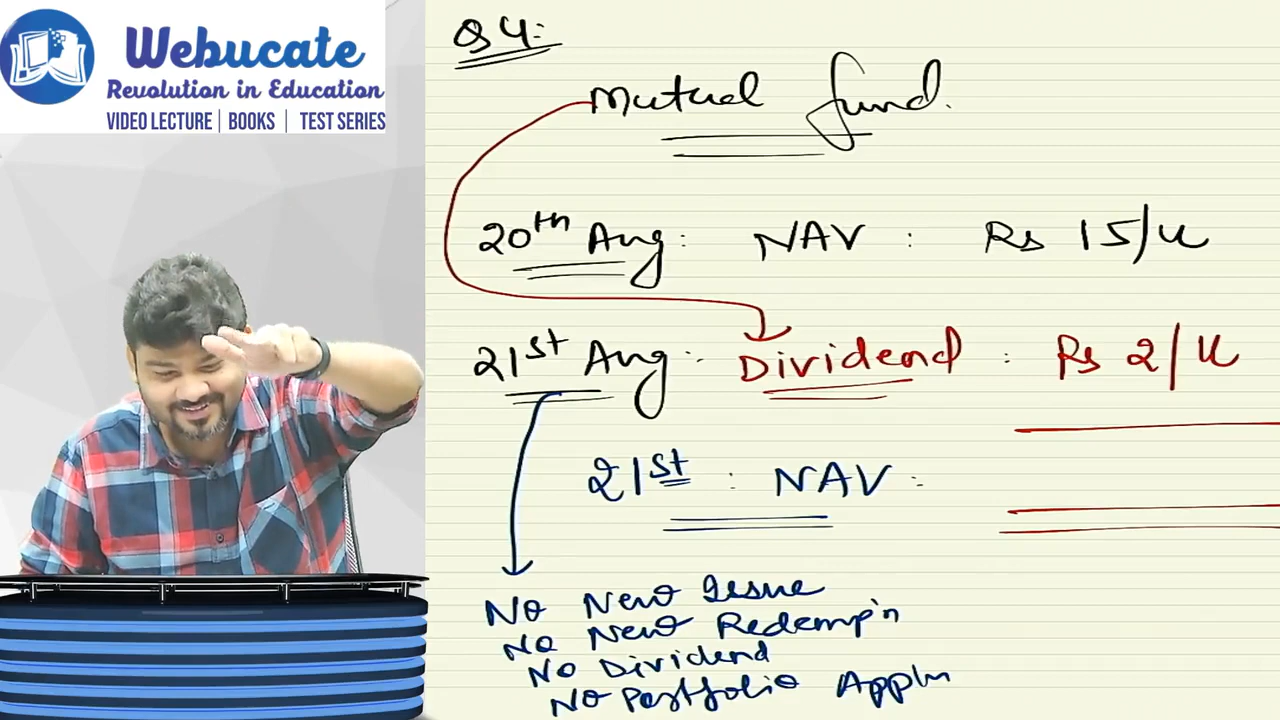 Webucate
Revolution in Education
VIDEO LECTURE | BOOKS | TEST SERIES
Q4:
Mutual fund.
20th Aug: NAV : Rs 15/u
21st Aug: Dividend : Rs 2/u
21st : NAV :
No New Issue
No New Redemp'n
No Dividend
No Portfolio Appln